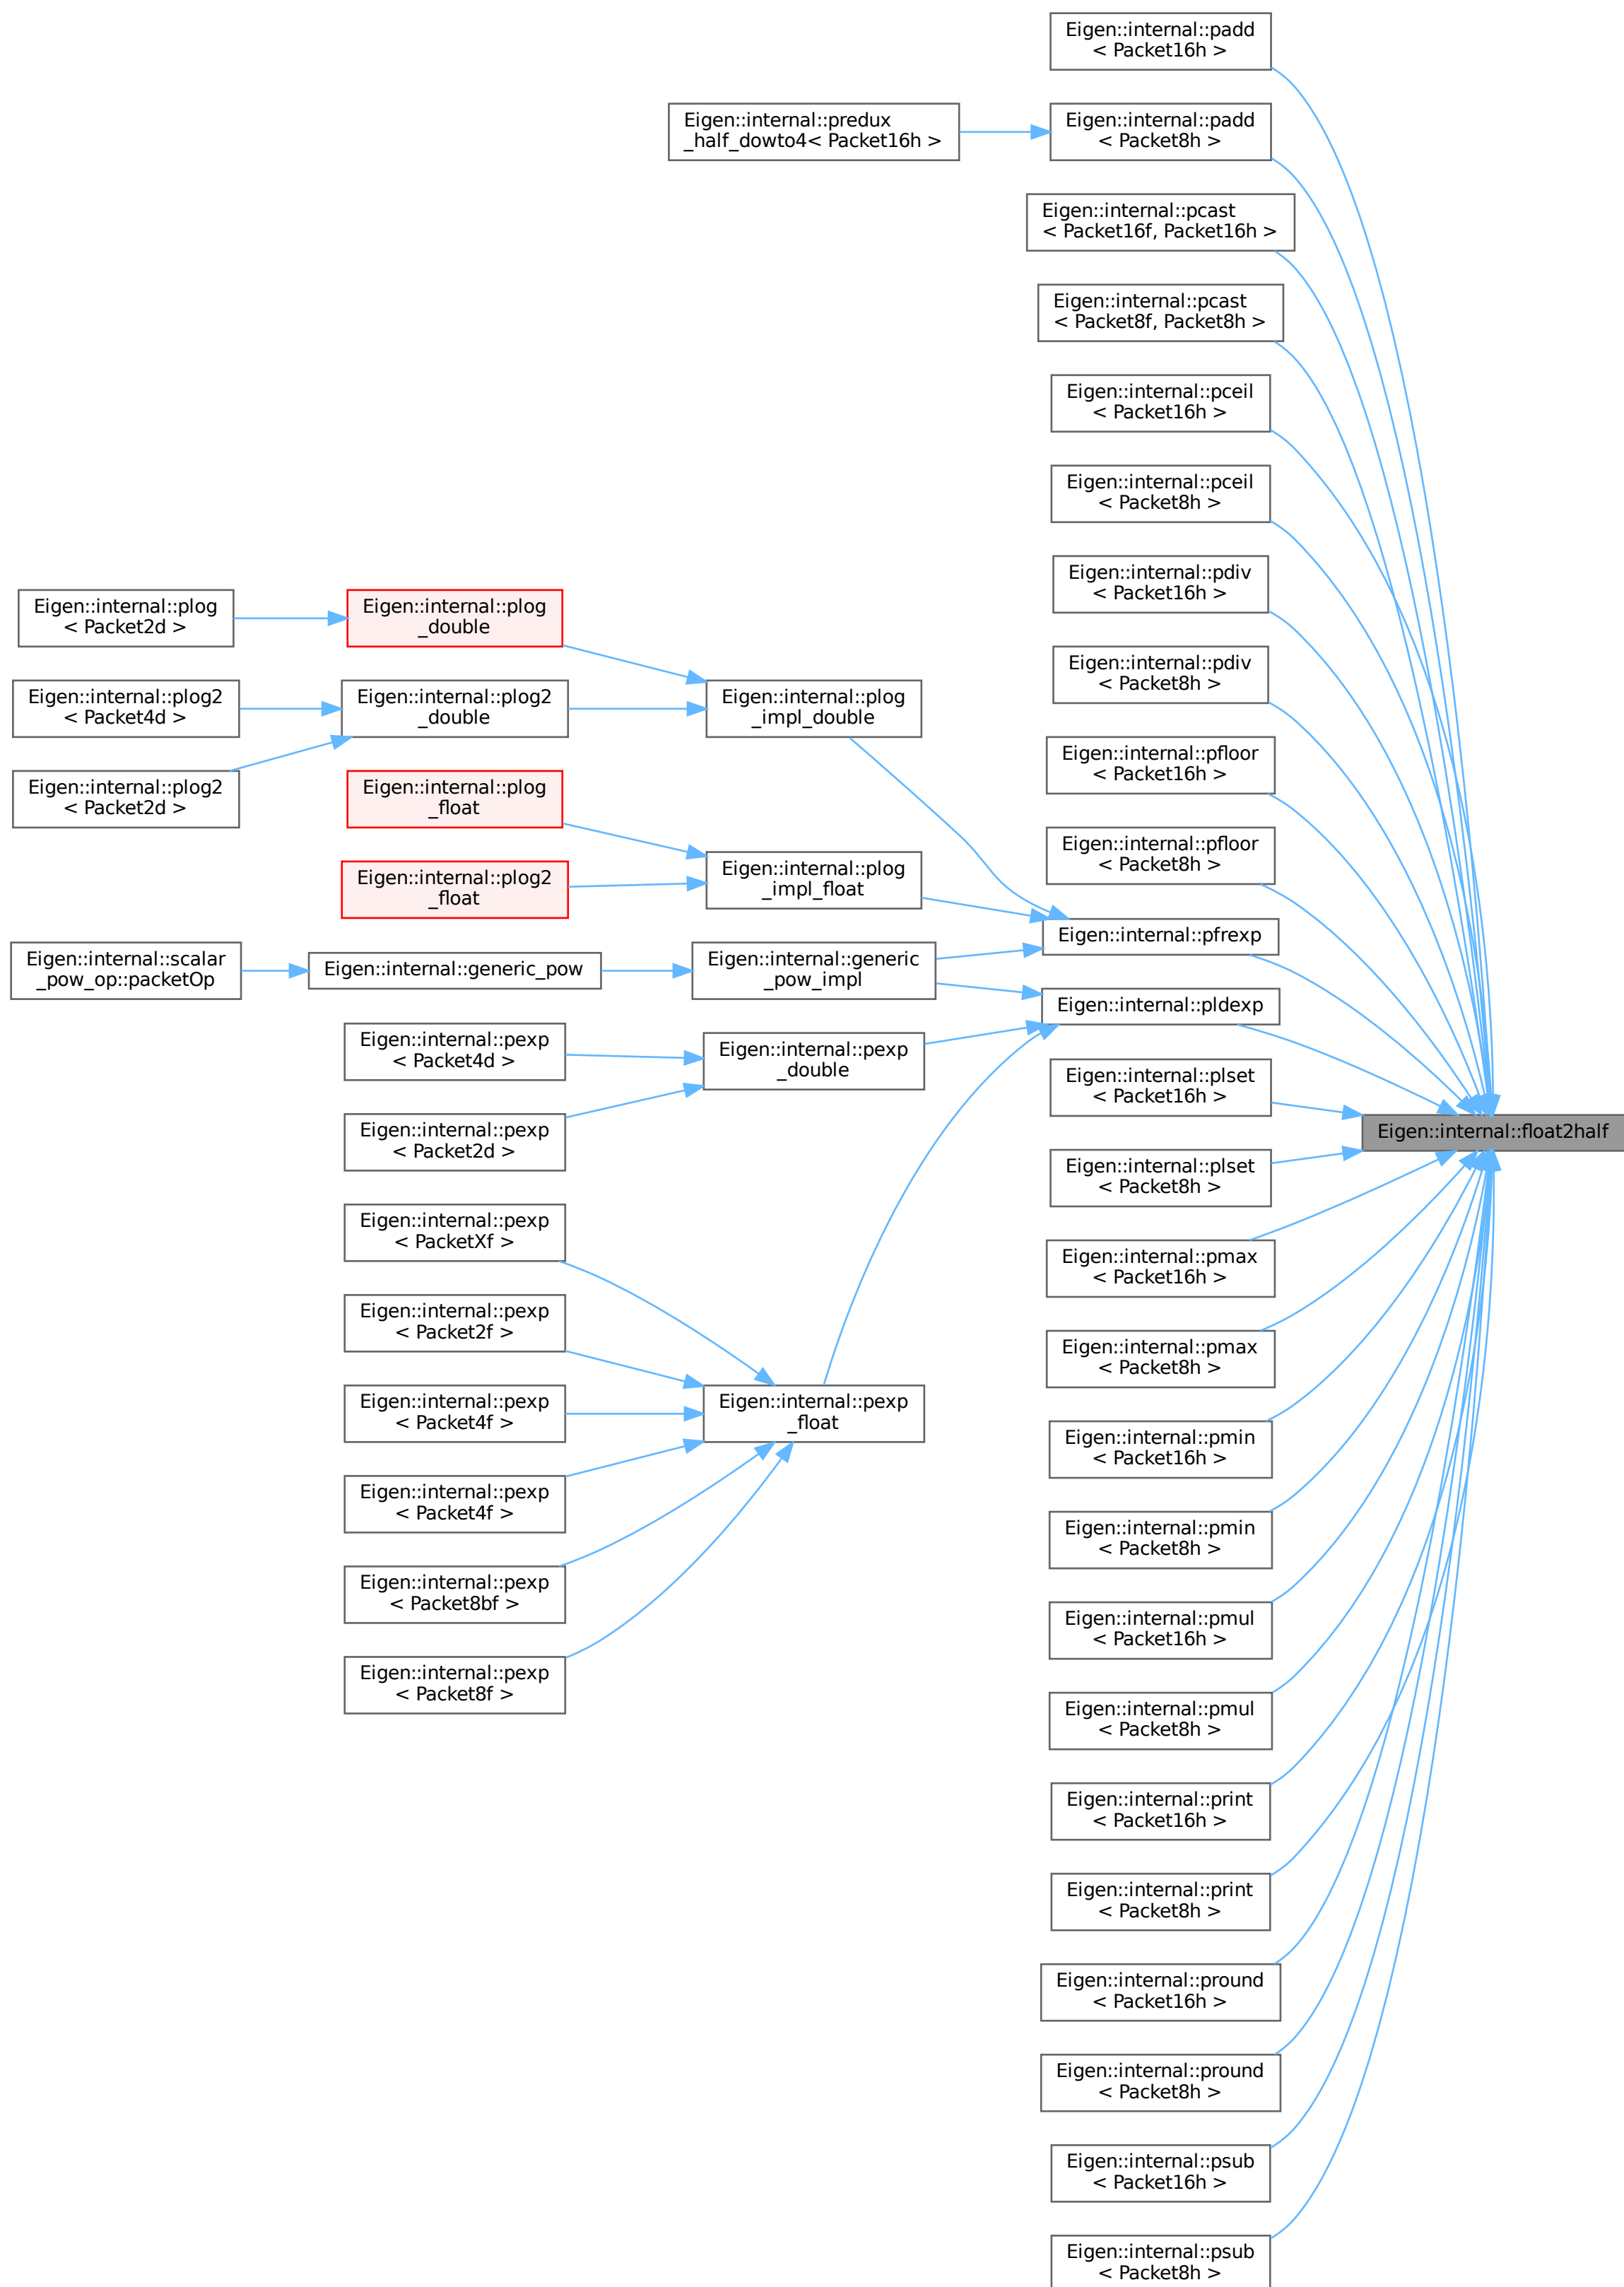 Eigen::internal::padd
< Packet16h >
Eigen::internal::predux
_half_dowto4< Packet16h >
Eigen::internal::padd
< Packet8h >
Eigen::internal::pcast
< Packet16f, Packet16h >
Eigen::internal::pcast
< Packet8f, Packet8h >
Eigen::internal::pceil
< Packet16h >
Eigen::internal::pceil
< Packet8h >
Eigen::internal::pdiv
< Packet16h >
Eigen::internal::plog
< Packet2d >
Eigen::internal::plog
_double
Eigen::internal::pdiv
< Packet8h >
Eigen::internal::plog2
< Packet4d >
Eigen::internal::plog2
_double
Eigen::internal::plog
_impl_double
Eigen::internal::pfloor
< Packet16h >
Eigen::internal::plog2
< Packet2d >
Eigen::internal::plog
_float
Eigen::internal::pfloor
< Packet8h >
Eigen::internal::plog2
_float
Eigen::internal::plog
_impl_float
Eigen::internal::pfrexp
Eigen::internal::scalar
_pow_op::packetOp
Eigen::internal::generic_pow
Eigen::internal::generic
_pow_impl
Eigen::internal::pldexp
Eigen::internal::pexp
< Packet4d >
Eigen::internal::pexp
_double
Eigen::internal::plset
< Packet16h >
Eigen::internal::float2half
Eigen::internal::pexp
< Packet2d >
Eigen::internal::plset
< Packet8h >
Eigen::internal::pexp
< PacketXf >
Eigen::internal::pmax
< Packet16h >
Eigen::internal::pexp
< Packet2f >
Eigen::internal::pmax
< Packet8h >
Eigen::internal::pexp
< Packet4f >
Eigen::internal::pexp
_float
Eigen::internal::pmin
< Packet16h >
Eigen::internal::pexp
< Packet4f >
Eigen::internal::pmin
< Packet8h >
Eigen::internal::pexp
< Packet8bf >
Eigen::internal::pmul
< Packet16h >
Eigen::internal::pexp
< Packet8f >
Eigen::internal::pmul
< Packet8h >
Eigen::internal::print
< Packet16h >
Eigen::internal::print
< Packet8h >
Eigen::internal::pround
< Packet16h >
Eigen::internal::pround
< Packet8h >
Eigen::internal::psub
< Packet16h >
Eigen::internal::psub
< Packet8h >